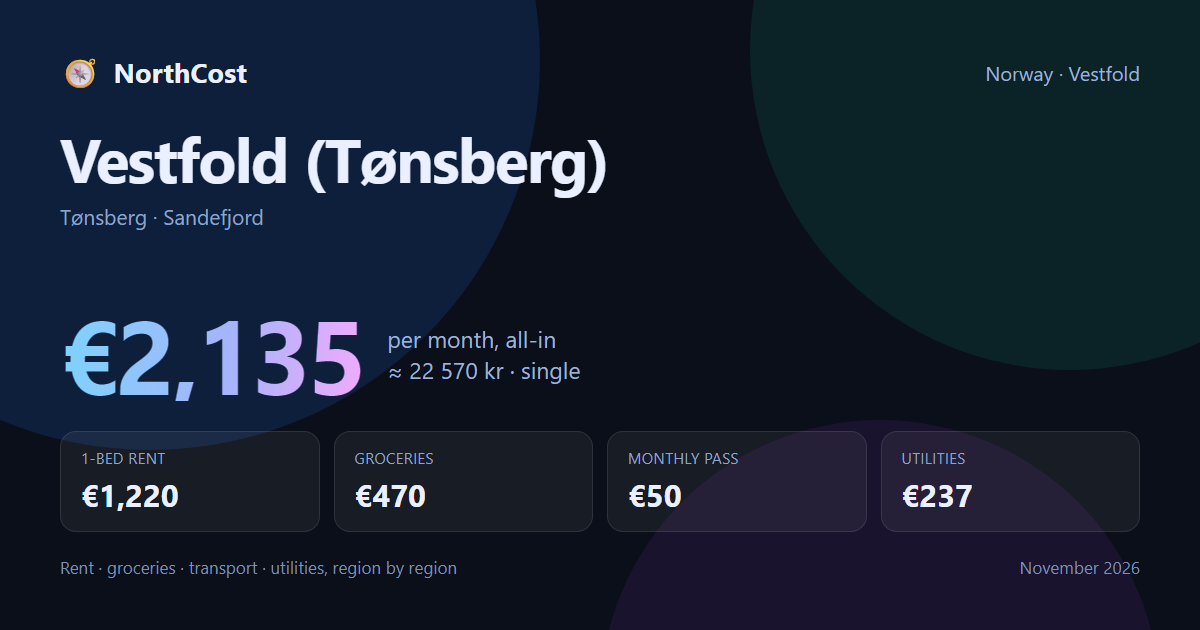 NorthCost
Norway · Vestfold
Vestfold (Tønsberg)
Tønsberg · Sandefjord
€2,135
per month, all-in
≈ 22 570 kr · single
1-BED RENT
€1,220
GROCERIES
€470
MONTHLY PASS
€50
UTILITIES
€237
Rent · groceries · transport · utilities, region by region
November 2026